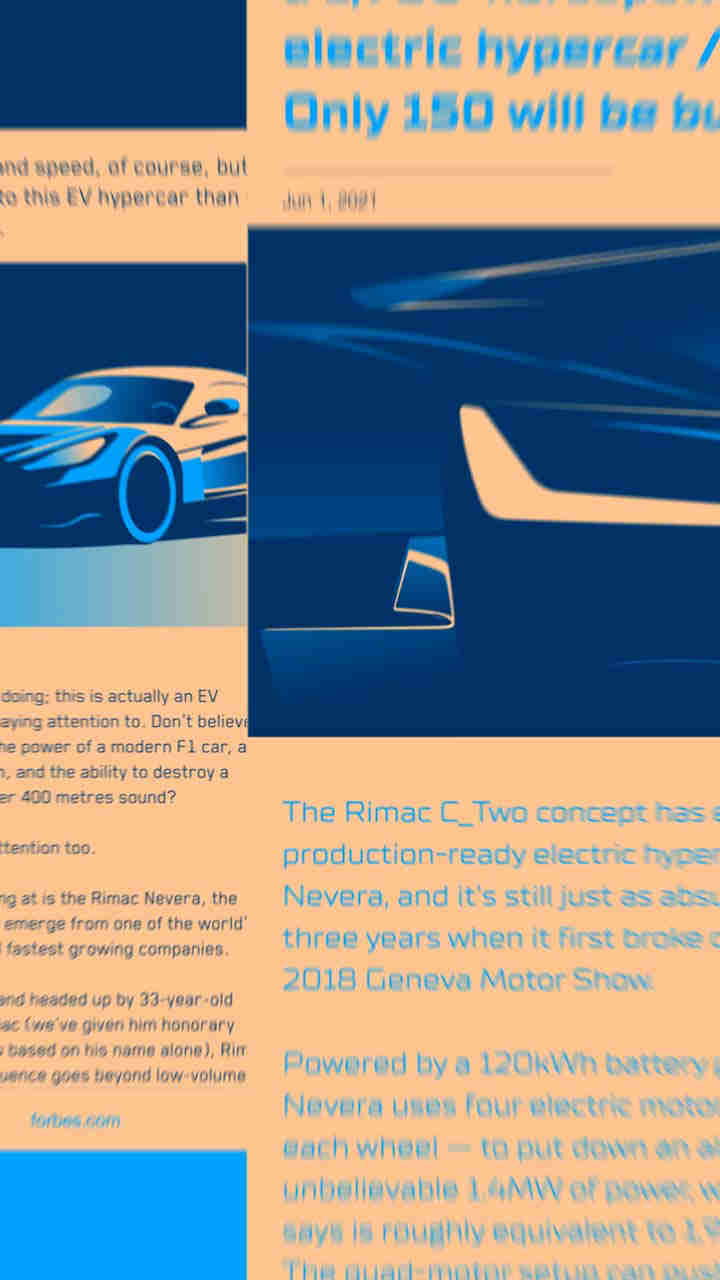 and speed, of course, but
to this EV hypercar than
doing; this is actually an EV
aying attention to. Don't believe
he power of a modern F1 car, a
n, and the ability to destroy a
er 400 metres sound?
ttention too.
ng at is the Rimac Nevera, the
emerge from one of the world'
fastest growing companies.
and headed up by 33-year-old
ac (we've given him honorary
based on his name alone), Rim
uence goes beyond low-volume
forbes.com
electric hypercar /
Only 150 will be bu
Jun 1, 2021
The Rimac C_Two concept has
production-ready electric hyper
Nevera, and it's still just as absu
three years when it first broke
2018 Geneva Motor Show.
Powered by a 120kWh battery
Nevera uses four electric motor
each wheel — to put down an
unbelievable 1.4MW of power, w
says is roughly equivalent to 1,9
The quad-motor setup can push